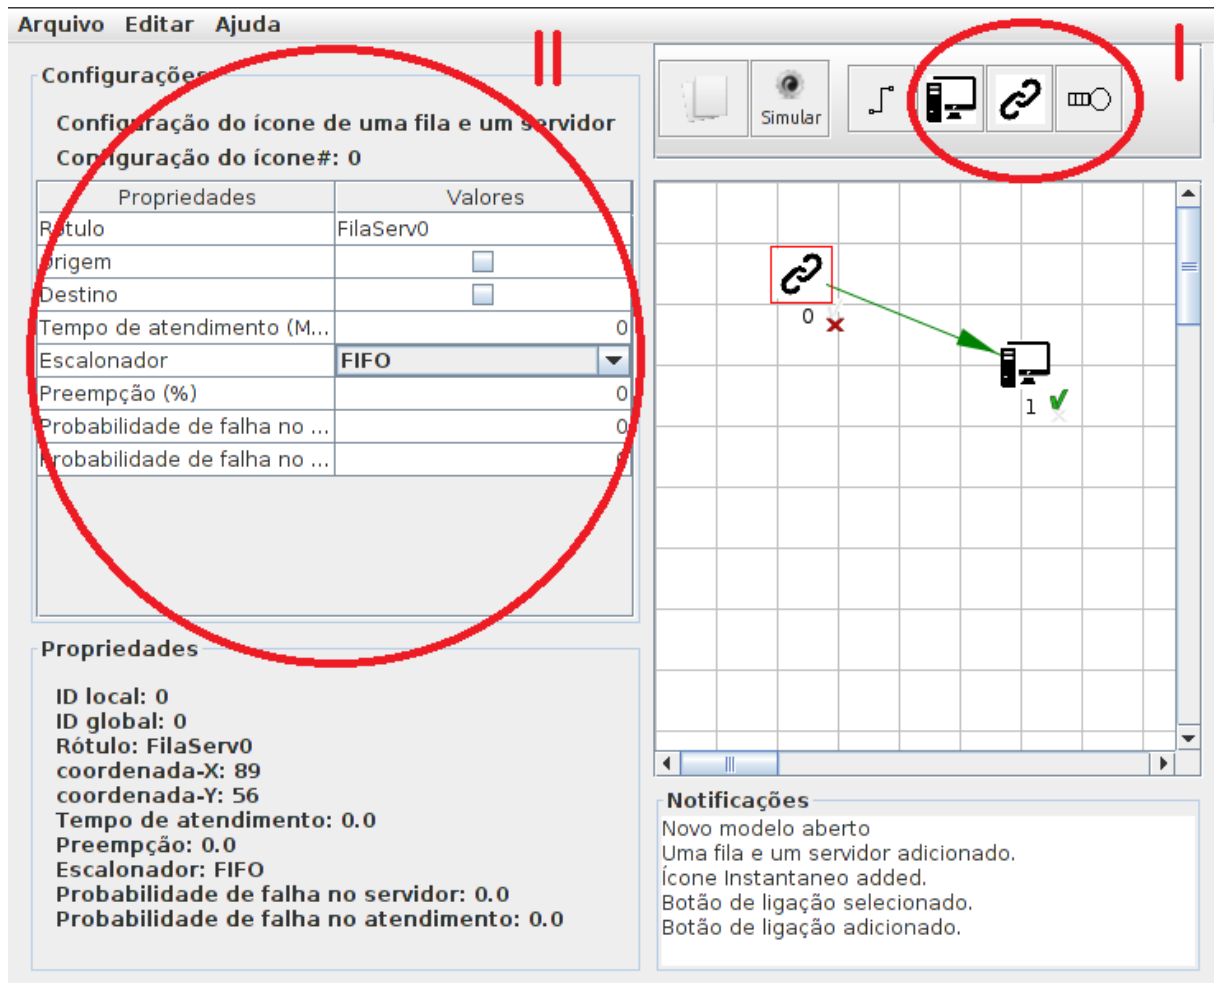 Arquivo Editar Ajuda
II
I
Configurações
Configuração do ícone de uma fila e um servidor
Configuração do ícone#: 0
Propriedades Valores
Rótulo FilaServ0
Origem
Destino
Tempo de atendimento (M... 0
Escalonador FIFO
Preempção (%) 0
Probabilidade de falha no ... 0
Probabilidade de falha no ... 0
Propriedades
ID local: 0
ID global: 0
Rótulo: FilaServ0
coordenada-X: 89
coordenada-Y: 56
Tempo de atendimento: 0.0
Preempção: 0.0
Escalonador: FIFO
Probabilidade de falha no servidor: 0.0
Probabilidade de falha no atendimento: 0.0
Simular
0
1
Notificações
Novo modelo aberto
Uma fila e um servidor adicionado.
Ícone Instantaneo added.
Botão de ligação selecionado.
Botão de ligação adicionado.